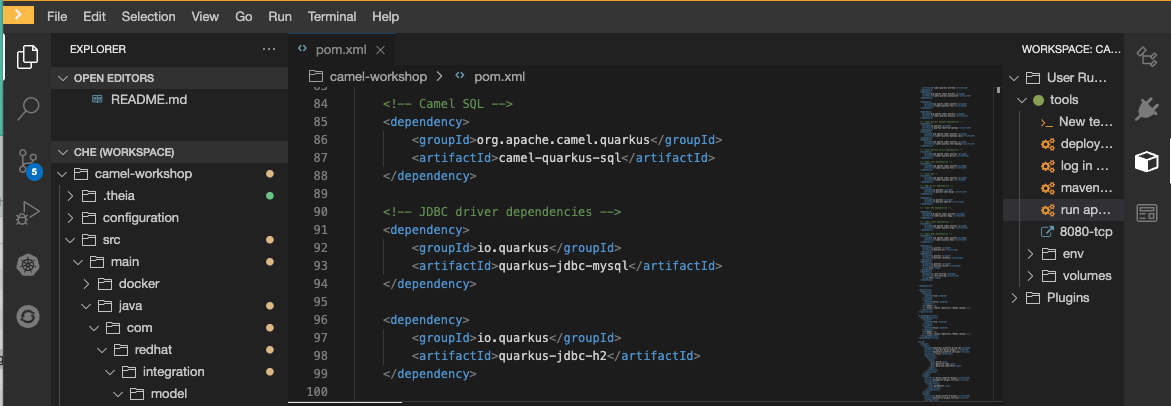 File Edit Selection View Go Run Terminal Help
EXPLORER
OPEN EDITORS
README.md
CHE (WORKSPACE)
camel-workshop
.theia
configuration
src
main
docker
java
com
redhat
integration
model
5
pom.xml
camel-workshop > pom.xml
84 <!-- Camel SQL -->
85 <dependency>
86 <groupId>org.apache.camel.quarkus</groupId>
87 <artifactId>camel-quarkus-sql</artifactId>
88 </dependency>
89
90 <!-- JDBC driver dependencies -->
91 <dependency>
92 <groupId>io.quarkus</groupId>
93 <artifactId>quarkus-jdbc-mysql</artifactId>
94 </dependency>
95
96 <dependency>
97 <groupId>io.quarkus</groupId>
98 <artifactId>quarkus-jdbc-h2</artifactId>
99 </dependency>
100
WORKSPACE: CA...
User Ru...
tools
New te...
deploy...
log in ...
maven...
run ap...
8080-tcp
env
volumes
Plugins